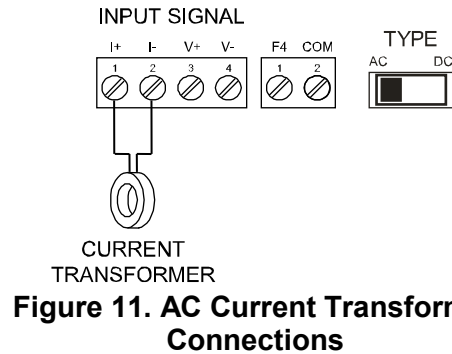 INPUT SIGNAL
I+ I- V+ V- F4 COM
TYPE
AC DC
1 2 3 4 1 2
CURRENT
TRANSFORMER
Figure 11. AC Current Transforr
Connections